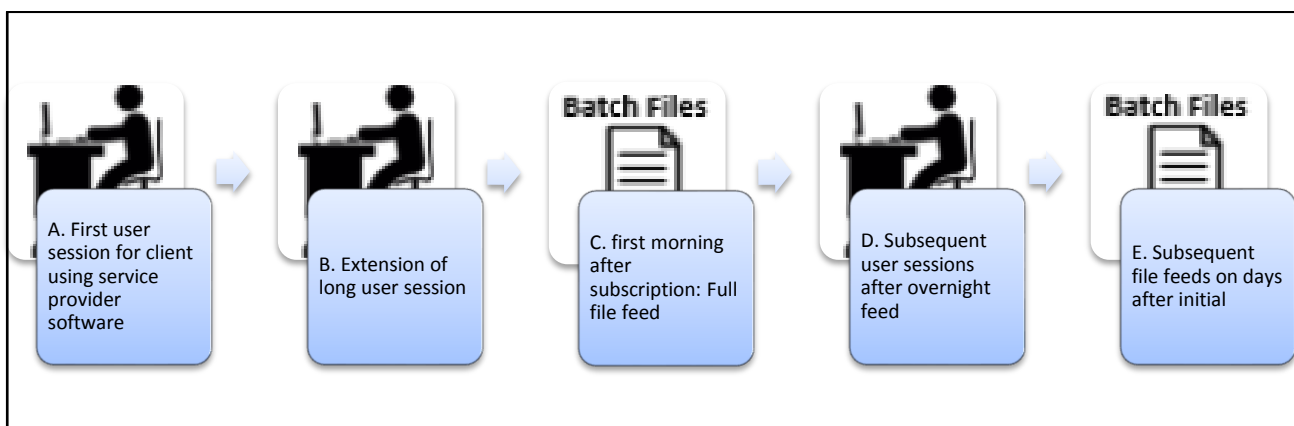 A. First user
session for client
using service
provider
software
B. Extension of
long user session
Batch Files
C. first morning
after
subscription: Full
file feed
D. Subsequent
user sessions
after overnight
feed
Batch Files
E. Subsequent
file feeds on days
after initial